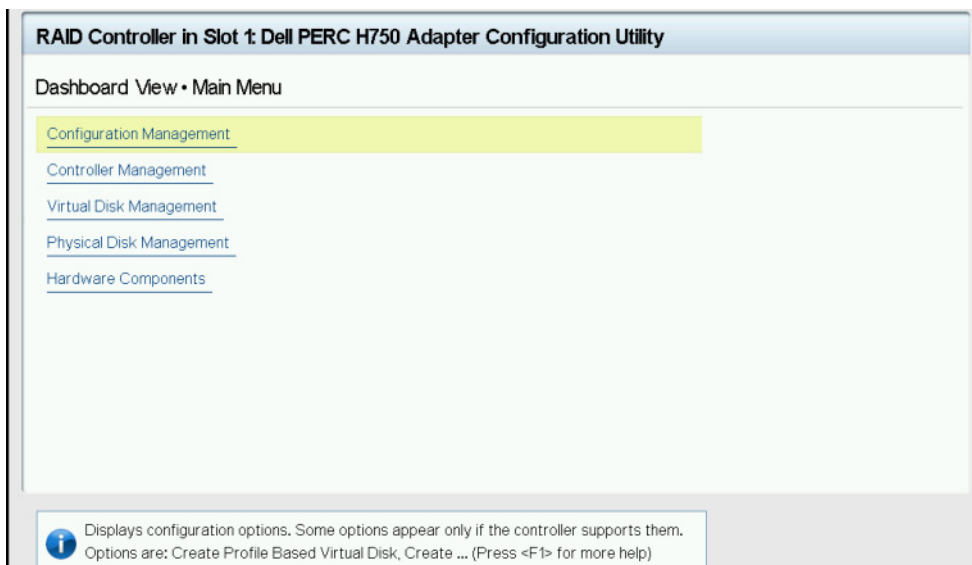 RAID Controller in Slot 1: Dell PERC H750 Adapter Configuration Utility
Dashboard View • Main Menu
Configuration Management
Controller Management
Virtual Disk Management
Physical Disk Management
Hardware Components
Displays configuration options. Some options appear only if the controller supports them.
Options are: Create Profile Based Virtual Disk, Create ... (Press <F1> for more help)